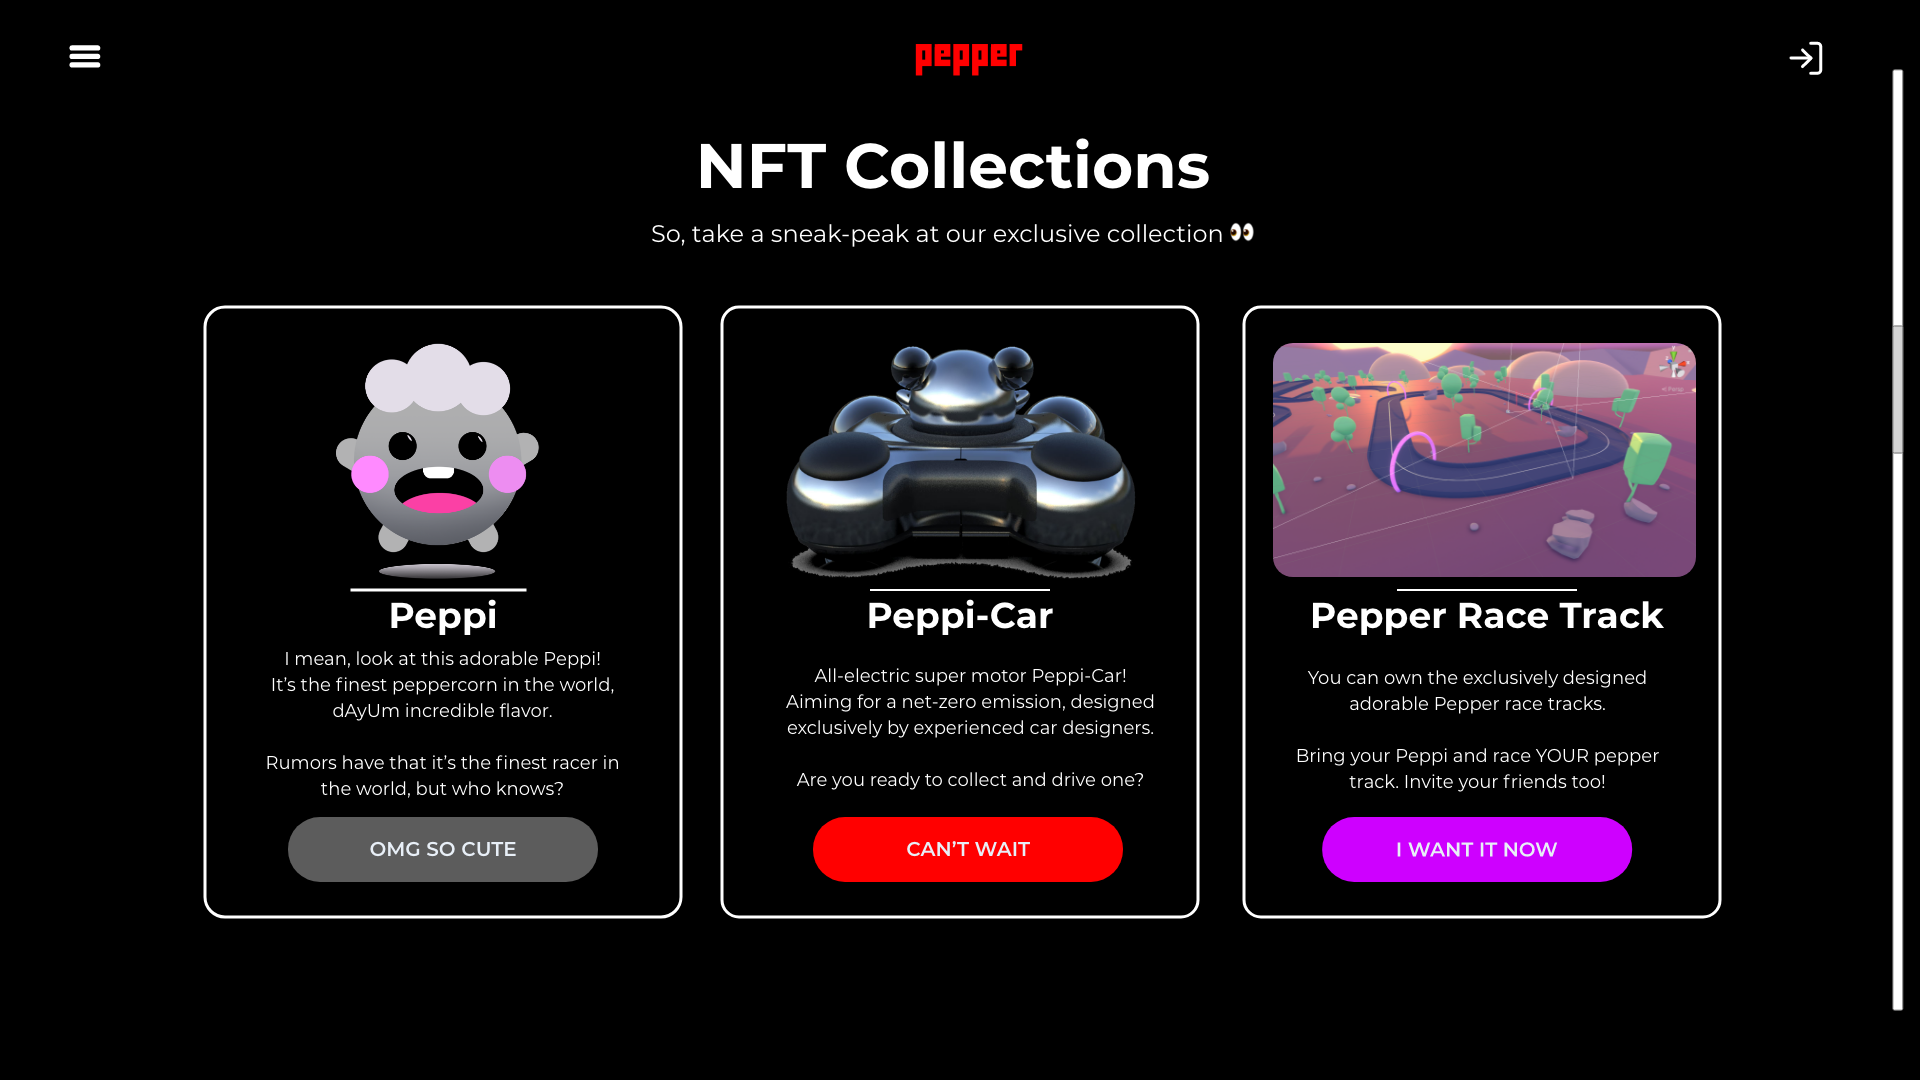 pepper
NFT Collections
So, take a sneak-peak at our exclusive collection 👀
Peppi
I mean, look at this adorable Peppi!
It’s the finest peppercorn in the world,
dAyUm incredible flavor.
Rumors have that it’s the finest racer in
the world, but who knows?
OMG SO CUTE
Peppi-Car
All-electric super motor Peppi-Car!
Aiming for a net-zero emission, designed
exclusively by experienced car designers.
Are you ready to collect and drive one?
CAN’T WAIT
Pepper Race Track
You can own the exclusively designed
adorable Pepper race tracks.
Bring your Peppi and race YOUR pepper
track. Invite your friends too!
I WANT IT NOW